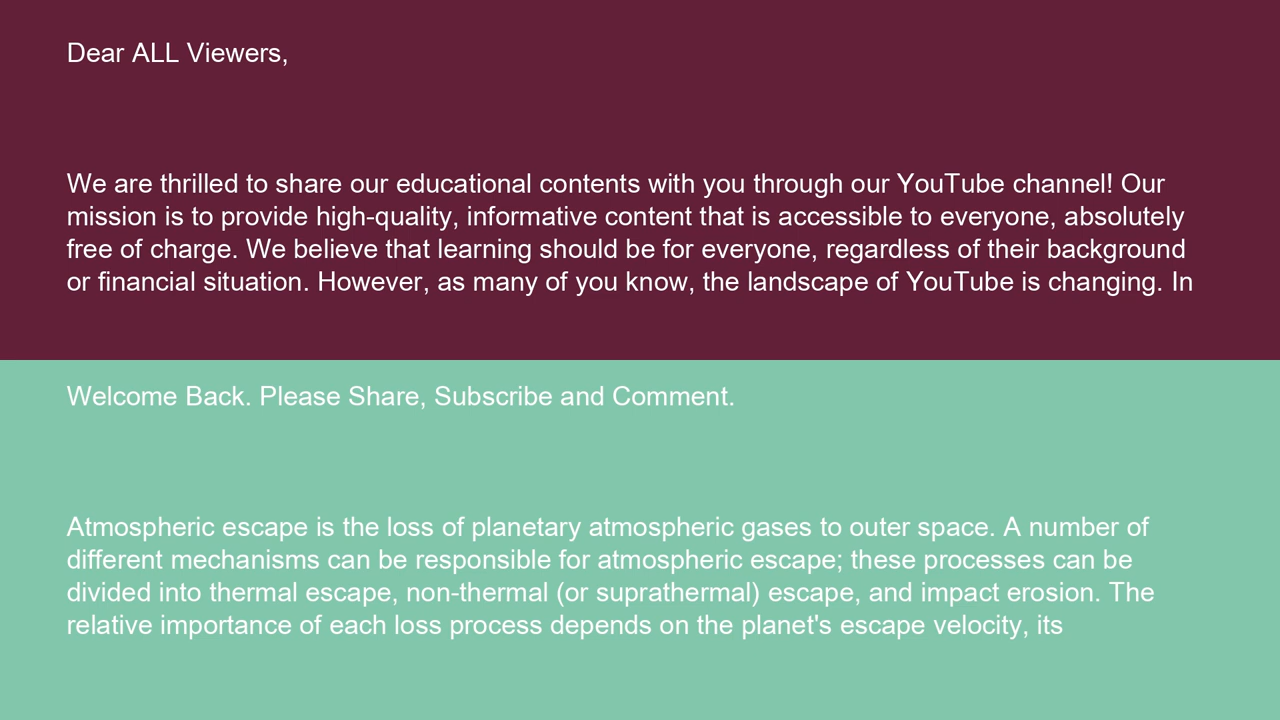 Dear ALL Viewers,
We are thrilled to share our educational contents with you through our YouTube channel! Our
mission is to provide high-quality, informative content that is accessible to everyone, absolutely
free of charge. We believe that learning should be for everyone, regardless of their background
or financial situation. However, as many of you know, the landscape of YouTube is changing. In
Welcome Back. Please Share, Subscribe and Comment.
Atmospheric escape is the loss of planetary atmospheric gases to outer space. A number of
different mechanisms can be responsible for atmospheric escape; these processes can be
divided into thermal escape, non-thermal (or suprathermal) escape, and impact erosion. The
relative importance of each loss process depends on the planet's escape velocity, its